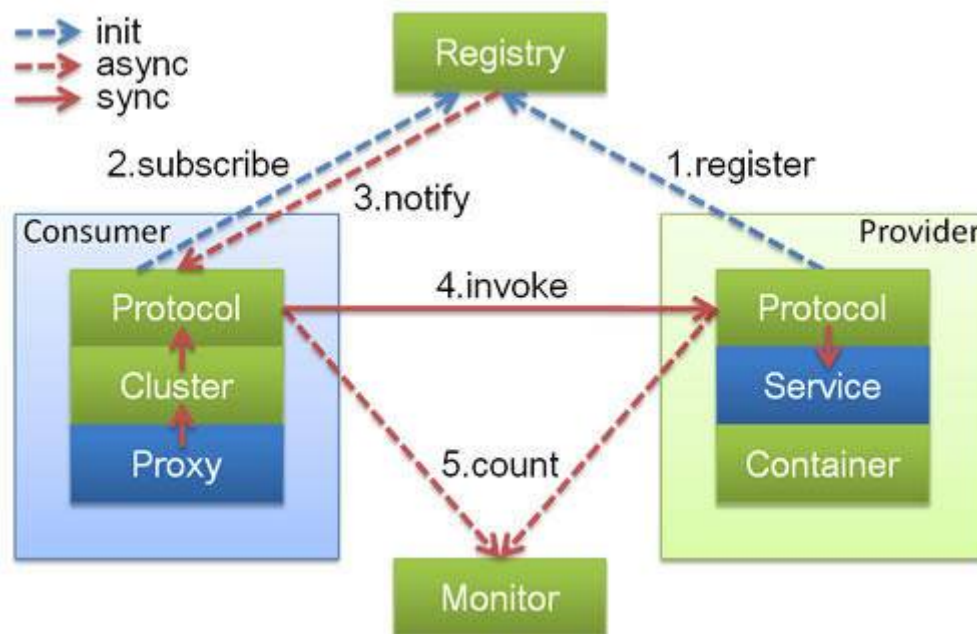 init
async
sync
Registry
2.subscribe
1.register
3.notify
Consumer
Provider
Protocol
4.invoke
Protocol
Cluster
Service
Proxy
5.count
Container
Monitor